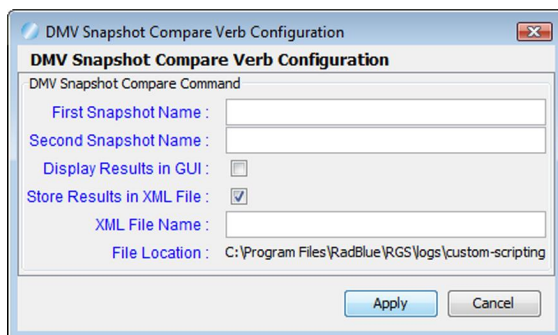 DMV Snapshot Compare Verb Configuration
DMV Snapshot Compare Verb Configuration
DMV Snapshot Compare Command
First Snapshot Name :
Second Snapshot Name :
Display Results in GUI :
Store Results in XML File :
XML File Name :
File Location : C:\Program Files\RadBlue\RGS\logs\custom-scripting
Apply Cancel